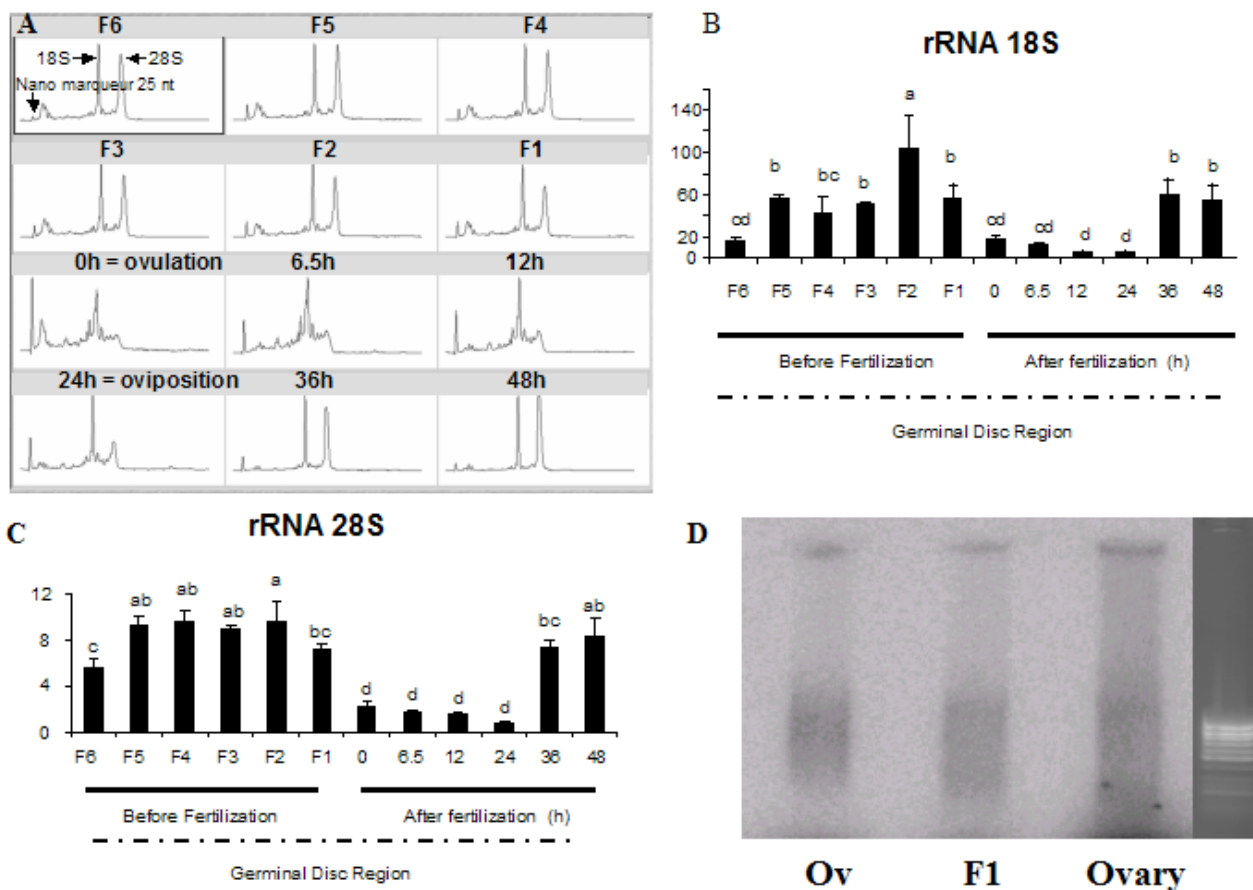 A
F6 F5 F4
18S 28S
Nano marqueur 25 nt
F3 F2 F1
0h = ovulation 6.5h 12h
24h = oviposition 36h 48h
B
rRNA 18S
140
100
60
20
0
cd b bc b a b cd cd d d b b
F6 F5 F4 F3 F2 F1 0 6.5 12 24 36 48
Before Fertilization After fertilization (h)
Germinal Disc Region
C
rRNA 28S
12
8
4
0
c ab ab ab a bc d d d d bc ab
F6 F5 F4 F3 F2 F1 0 6.5 12 24 36 48
Before Fertilization After fertilization (h)
Germinal Disc Region
D
Ov F1 Ovary